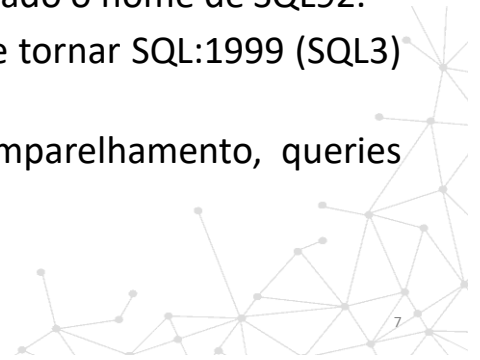 ado o nome de SQL92.
e tornar SQL:1999 (SQL3)
mparelhamento, queries
7